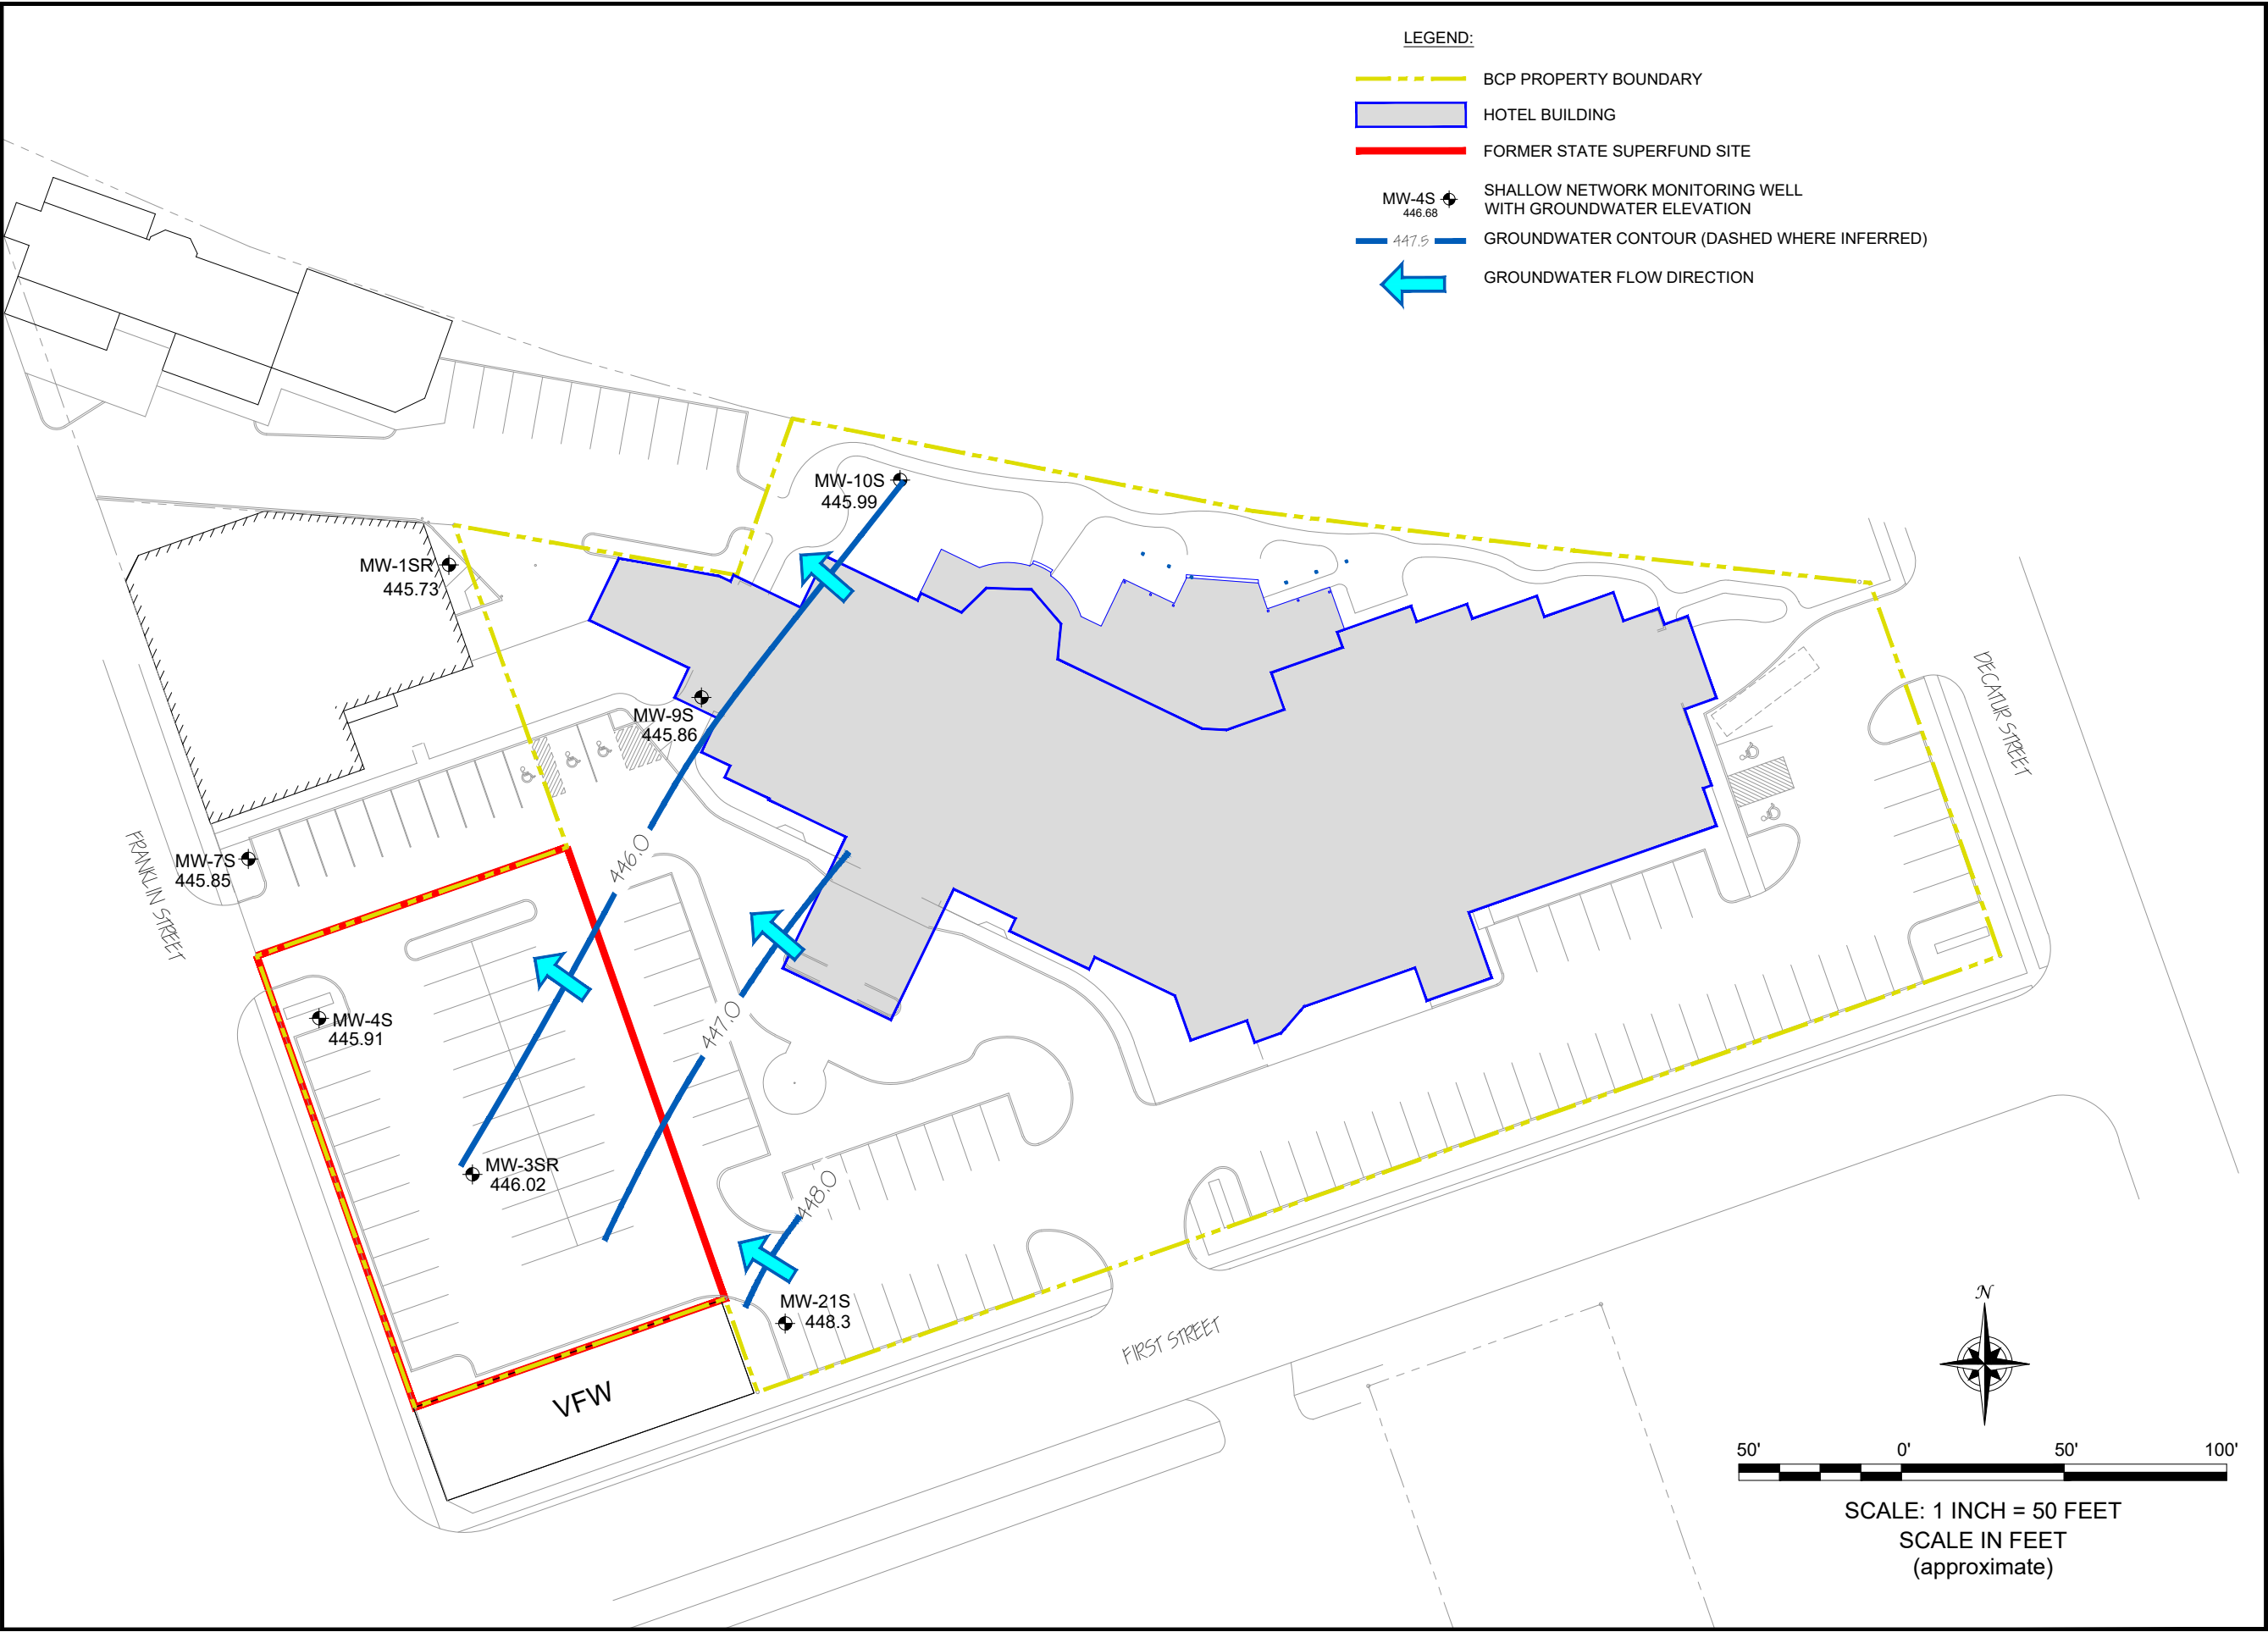 LEGEND:
BCP PROPERTY BOUNDARY
HOTEL BUILDING
FORMER STATE SUPERFUND SITE
MW-4S
446.68
SHALLOW NETWORK MONITORING WELL
WITH GROUNDWATER ELEVATION
447.5
GROUNDWATER CONTOUR (DASHED WHERE INFERRED)
GROUNDWATER FLOW DIRECTION
MW-10S
445.99
MW-1SR
445.73
MW-9S
445.86
DECATUR STREET
FRANKLIN STREET
MW-7S
445.85
446.0
MW-4S
445.91
447.0
MW-3SR
446.02
448.0
MW-21S
448.3
FIRST STREET
VFW
N
50' 0' 50' 100'
SCALE: 1 INCH = 50 FEET
SCALE IN FEET
(approximate)